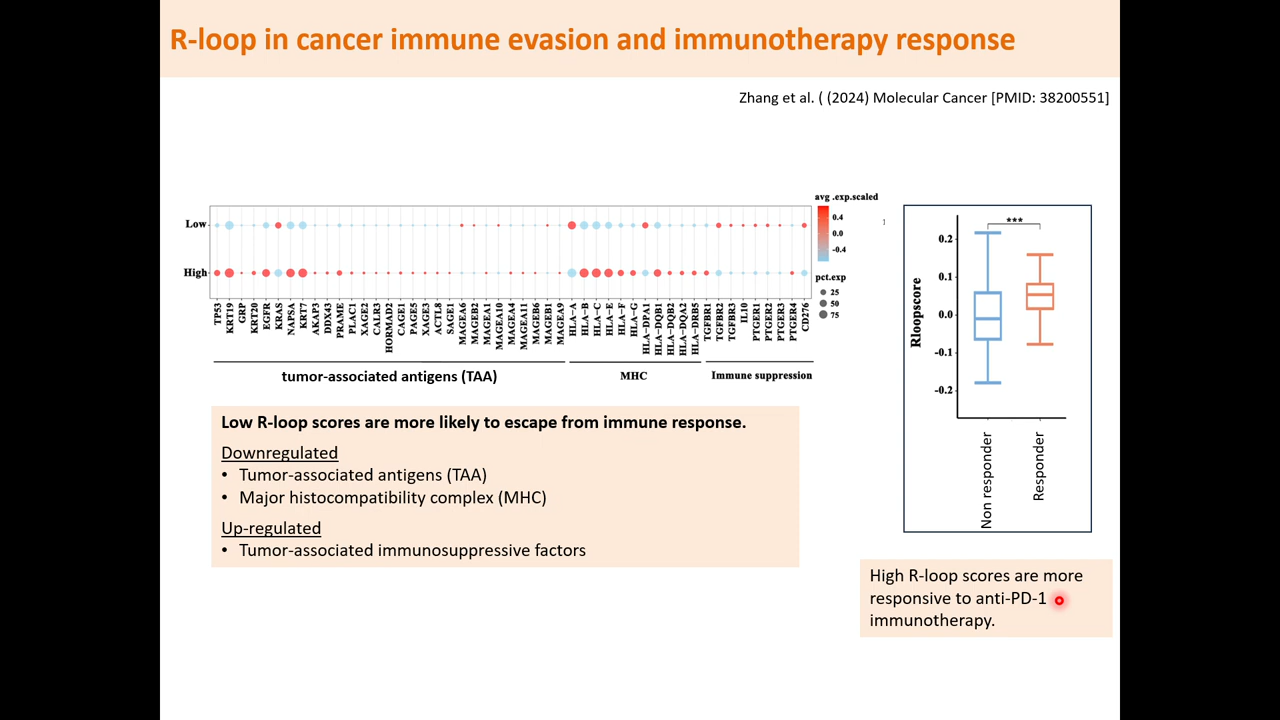 R-loop in cancer immune evasion and immunotherapy response
Zhang et al. ( (2024) Molecular Cancer [PMID: 38200551]
Low
High
TP53
KRT19
GRP
KRT20
EGFR
KRAS
NAPSA
KRT7
AKAP3
DDX43
PRAME
PLAC1
XAGE2
CALR3
HORMAD2
CAGE1
PAGE5
XAGE3
ACTL8
SAGE1
MAGEA6
MAGEB2
MAGEA1
MAGEA10
MAGEA4
MAGEA11
MAGEB6
MAGEB1
MAGEA9
HLA-A
HLA-B
HLA-C
HLA-E
HLA-F
HLA-G
HLA-DPA1
HLA-DQB1
HLA-DQB2
HLA-DQA2
HLA-DRB5
TGFBR1
TGFBR2
TGFBR3
IL10
PTGER1
PTGER2
PTGER3
PTGER4
CD276
tumor-associated antigens (TAA)
MHC
Immune suppression
avg .exp.scaled
0.4
0.0
-0.4
pct.exp
25
50
75
Rloopscore
0.2
0.1
0.0
-0.1
-0.2
***
Non responder
Responder
Low R-loop scores are more likely to escape from immune response.
Downregulated
• Tumor-associated antigens (TAA)
• Major histocompatibility complex (MHC)
Up-regulated
• Tumor-associated immunosuppressive factors
High R-loop scores are more
responsive to anti-PD-1
immunotherapy.